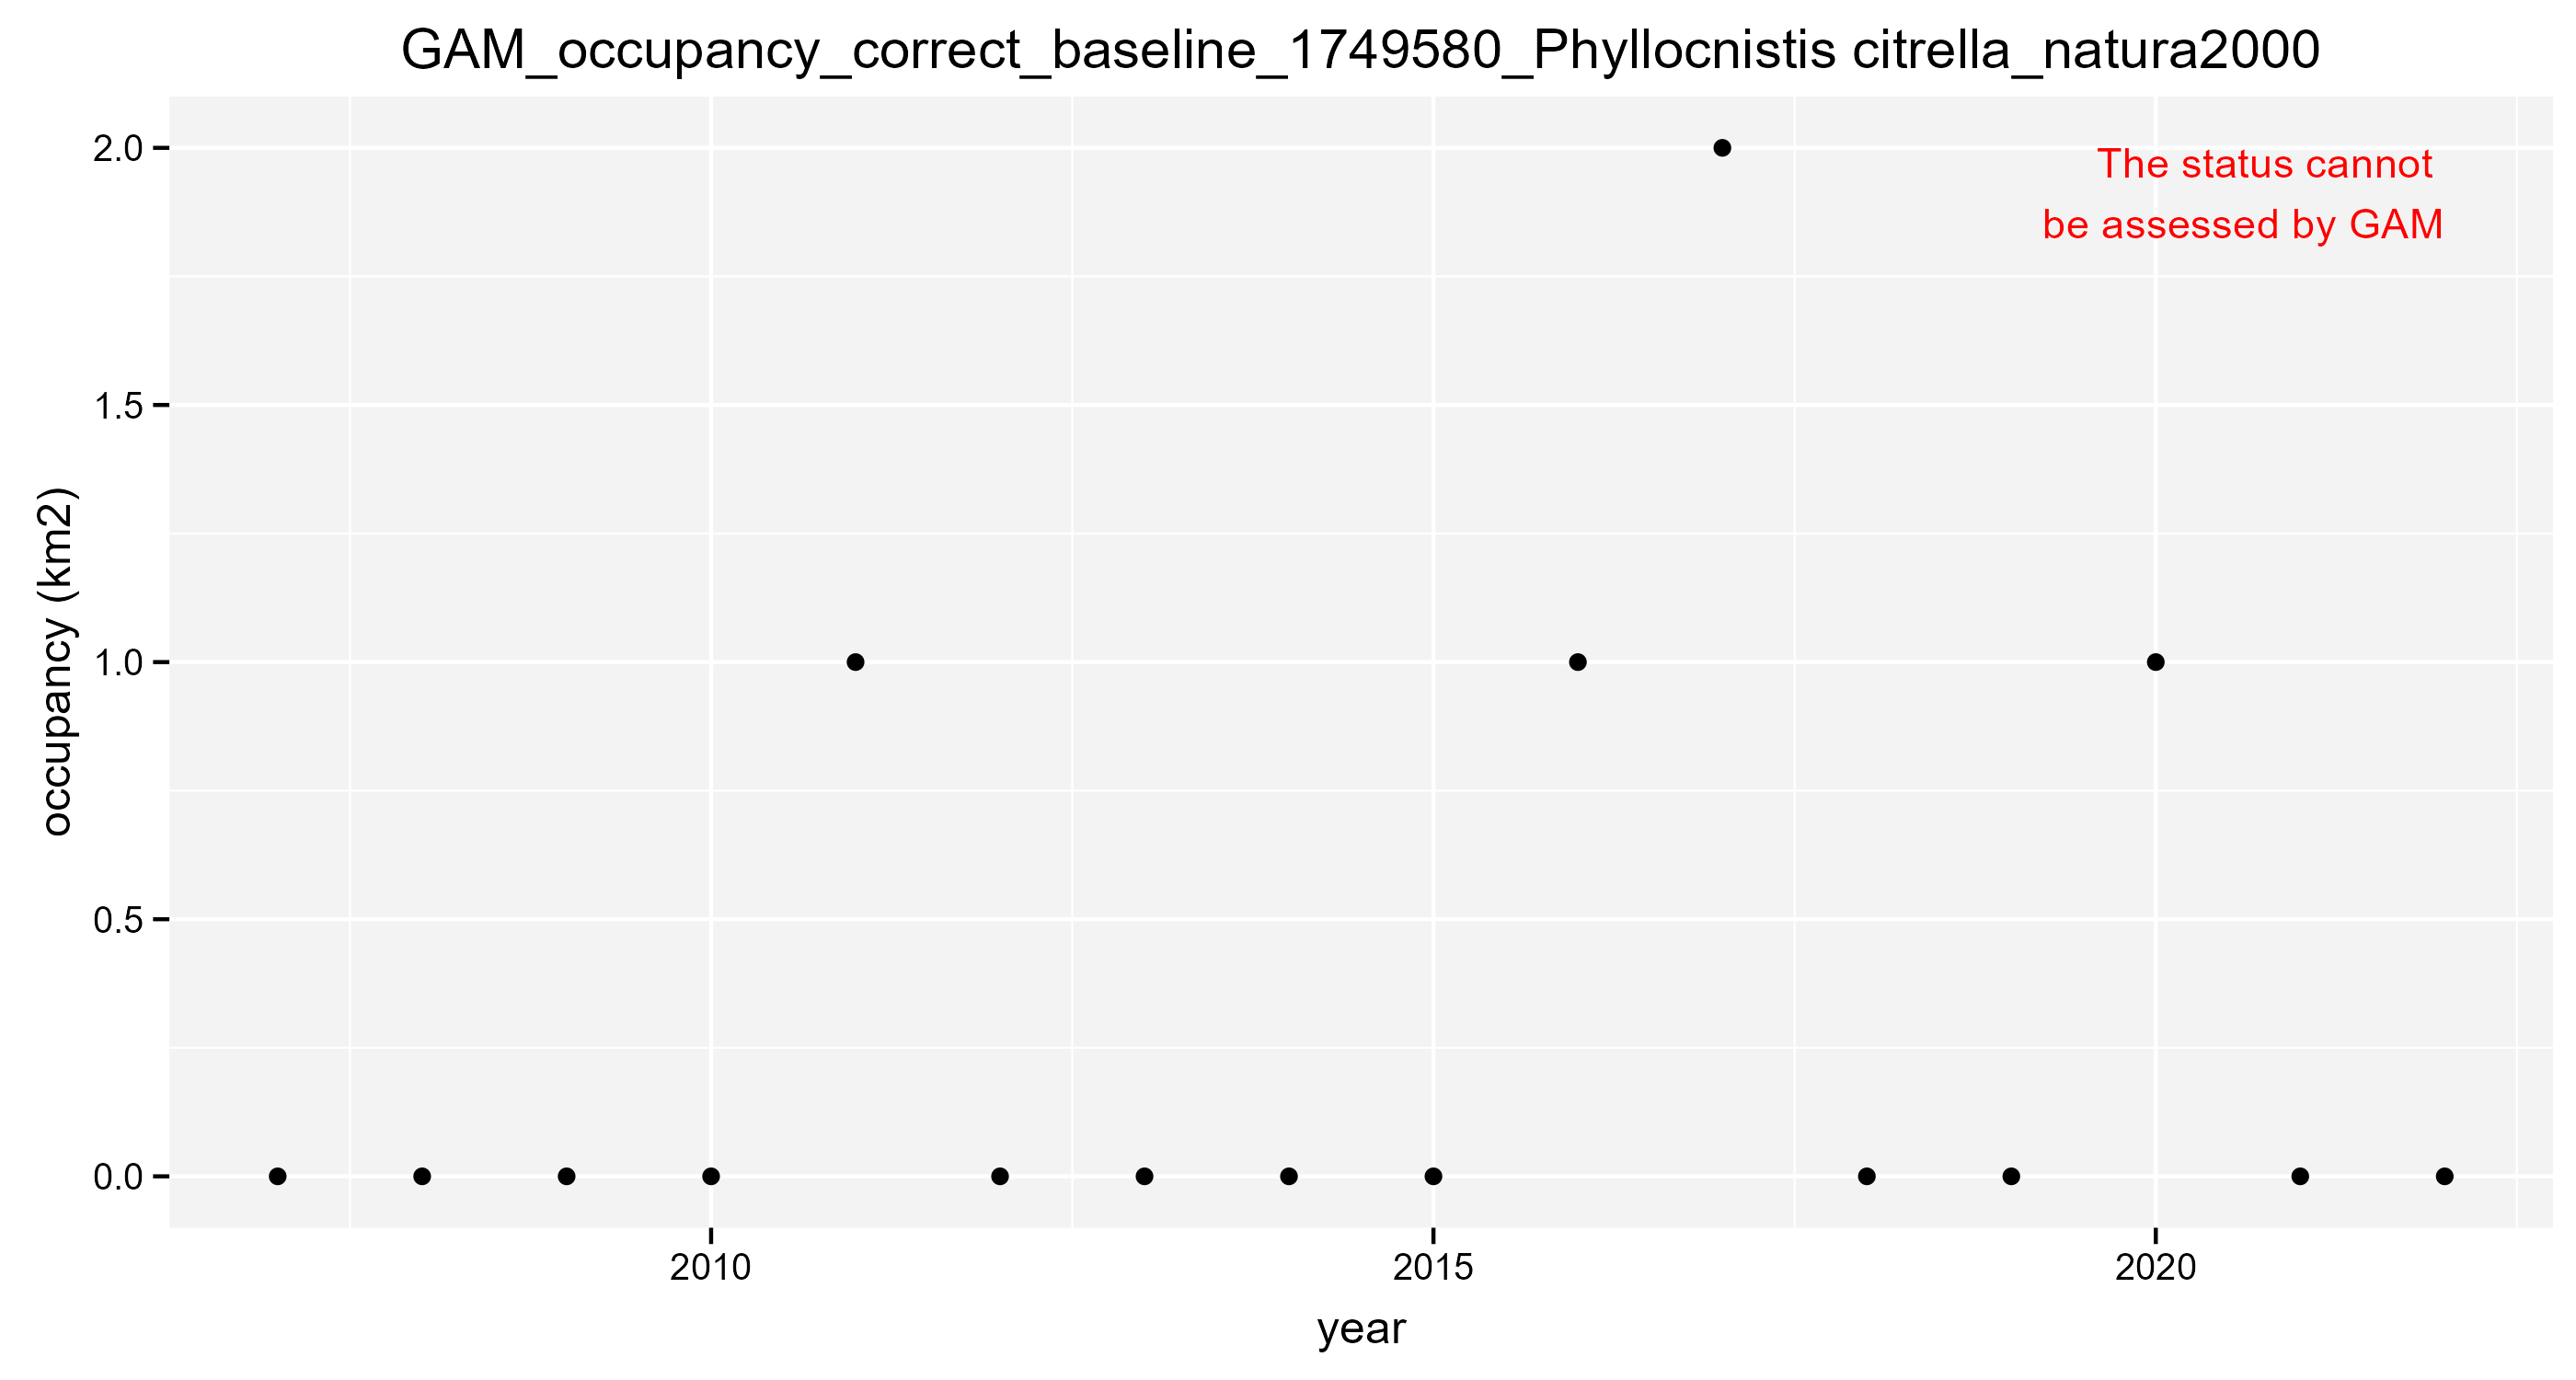 GAM_occupancy_correct_baseline_1749580_Phyllocnistis citrella_natura2000
The status cannot
be assessed by GAM
occupancy (km2)
2.0
1.5
1.0
0.5
0.0
2010
2015
2020
year